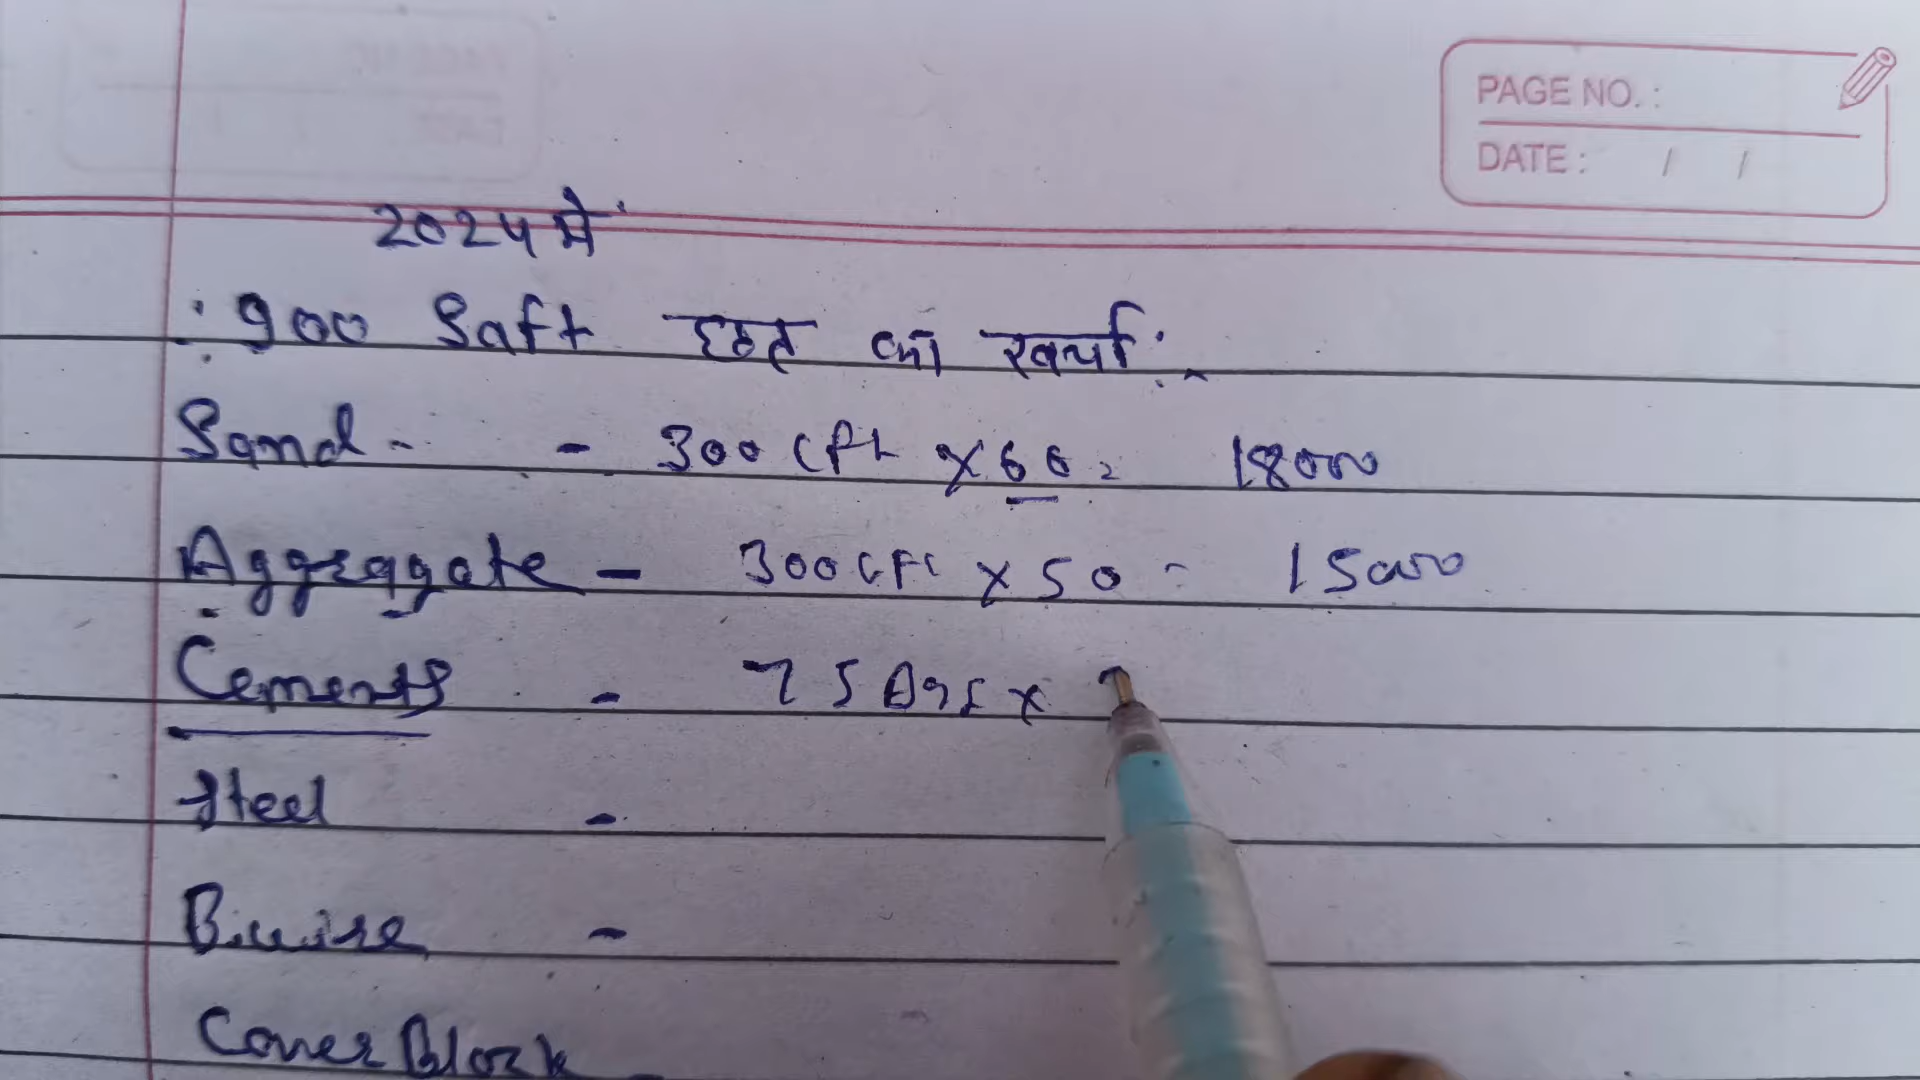 PAGE NO. :
DATE : / /
2024 में
: 900 Saft छत का खर्चा :-
Sand - - 300 cft x 60 = 18000
Aggregate - 300 cft x 50 = 15000
Cements - 75 Bags x
Steel -
B. wire -
Cover Block -